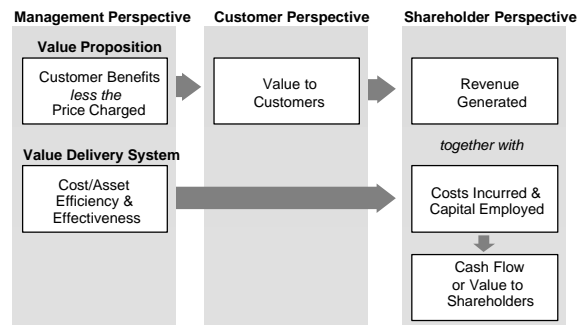 Management Perspective
Customer Perspective
Shareholder Perspective
Value Proposition
Customer Benefits
less the
Price Charged
Value to
Customers
Revenue
Generated
together with
Value Delivery System
Cost/Asset
Efficiency &
Effectiveness
Costs Incurred &
Capital Employed
Cash Flow
or Value to
Shareholders